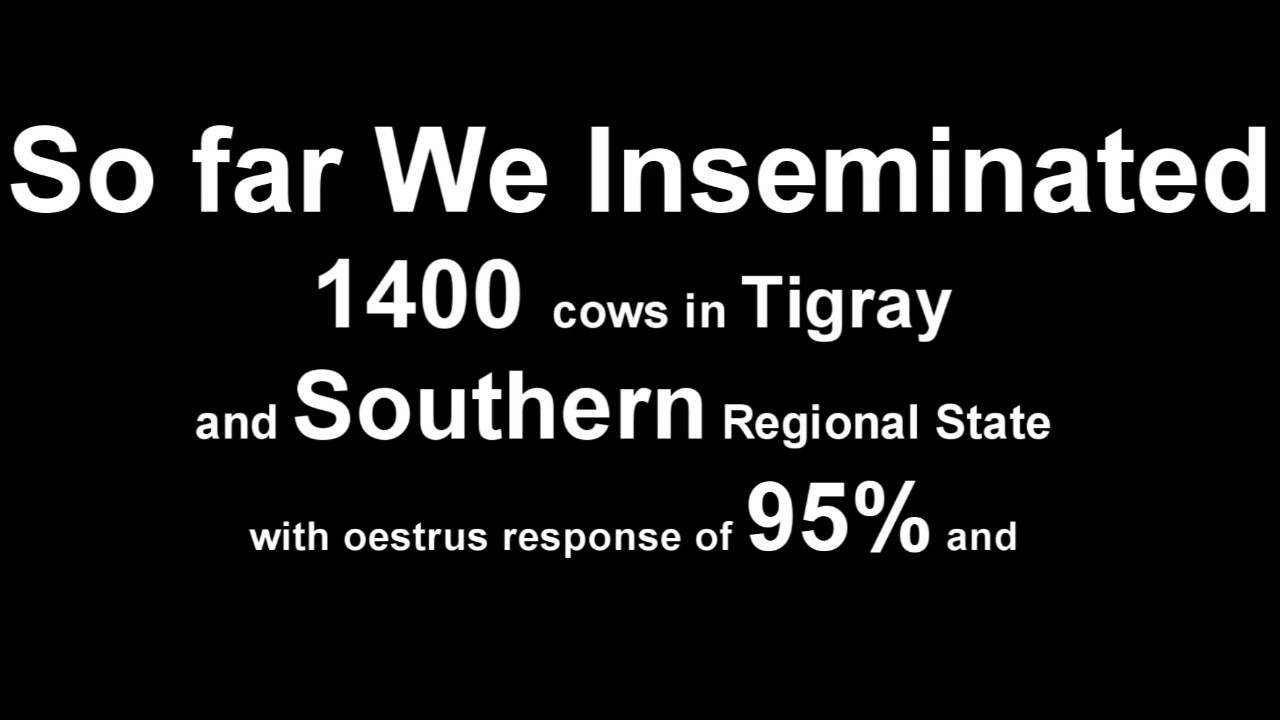 So far We Inseminated
1400 cows in Tigray
and Southern Regional State
with oestrus response of 95% and